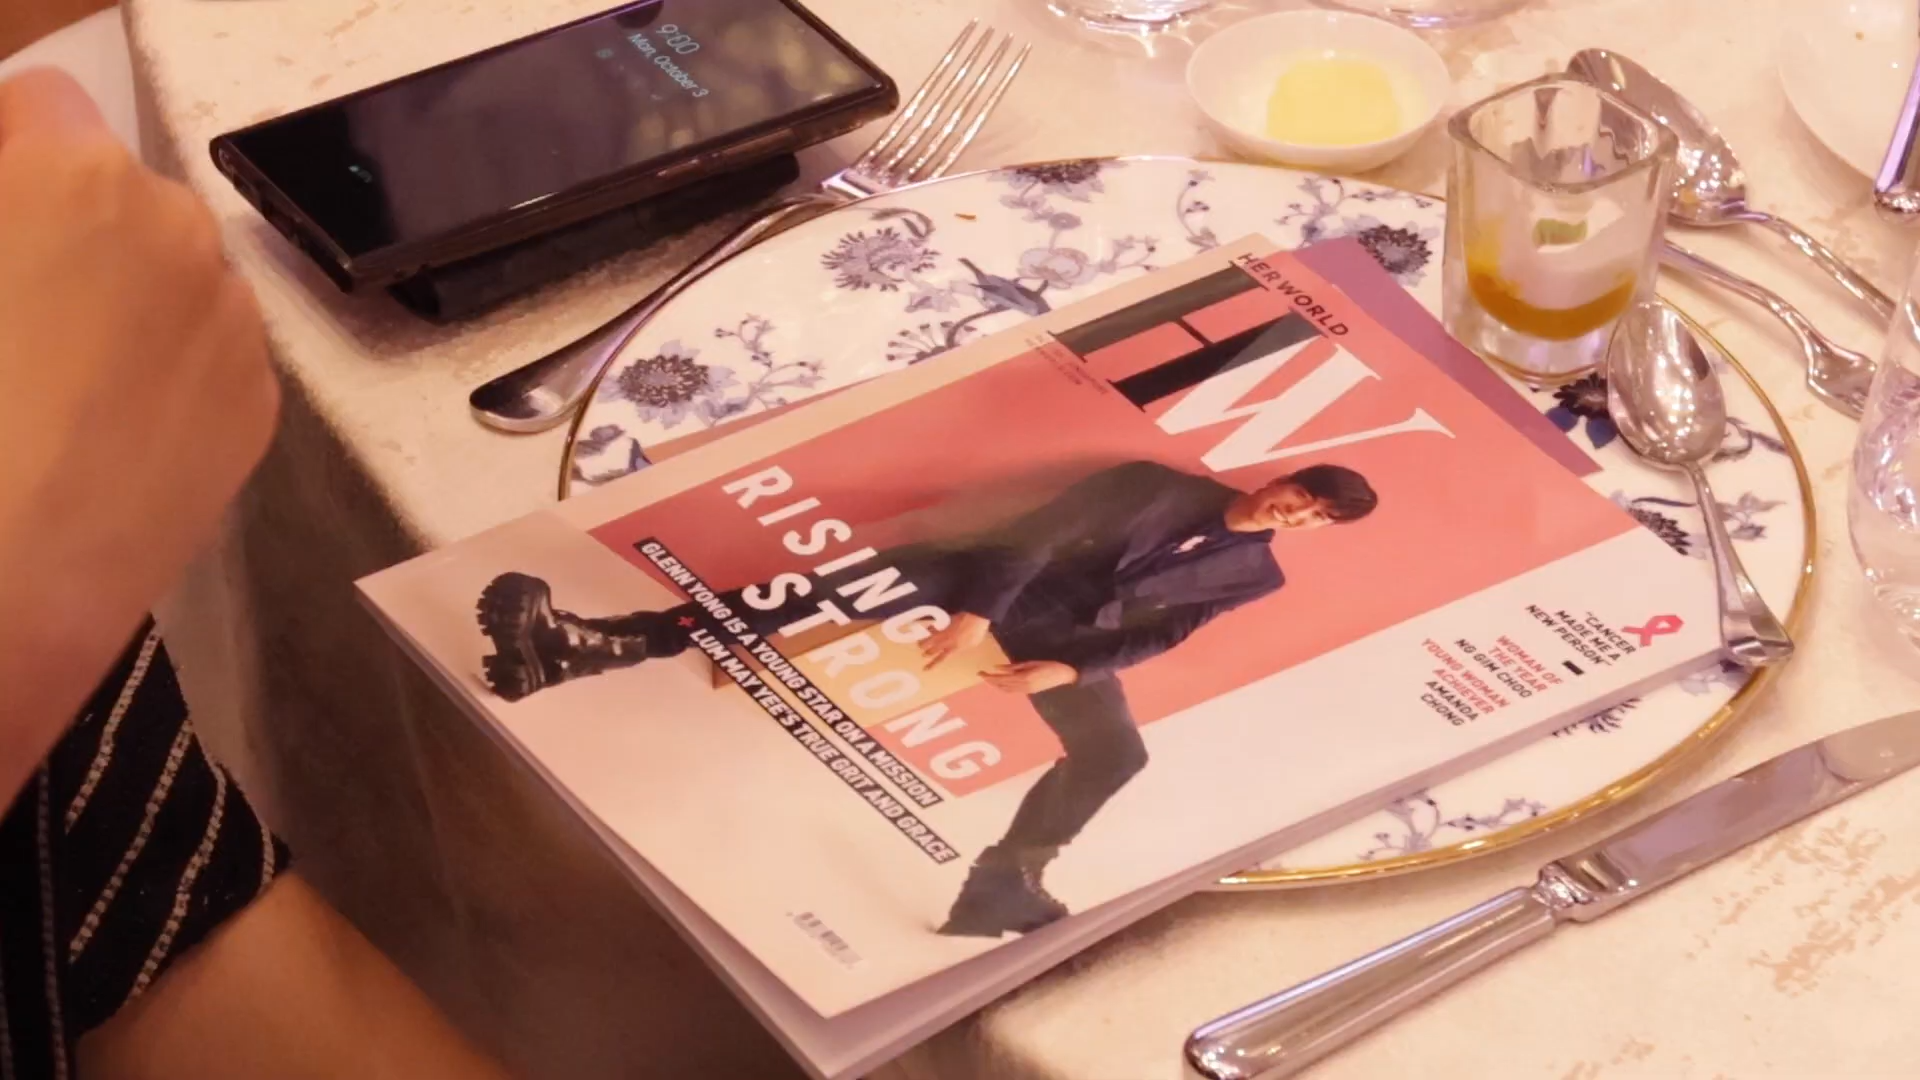 9:00
Mon, October 3
HER WORLD
HW
RISING
STRONG
GLENN YONG IS A YOUNG STAR ON A MISSION
+ LUM MAY YEE'S TRUE GRIT AND GRACE
"CANCER
MADE ME A
NEW PERSON"
WOMAN OF
THE YEAR
NG GIM CHOO
YOUNG WOMAN
ACHIEVER
AMANDA
CHONG